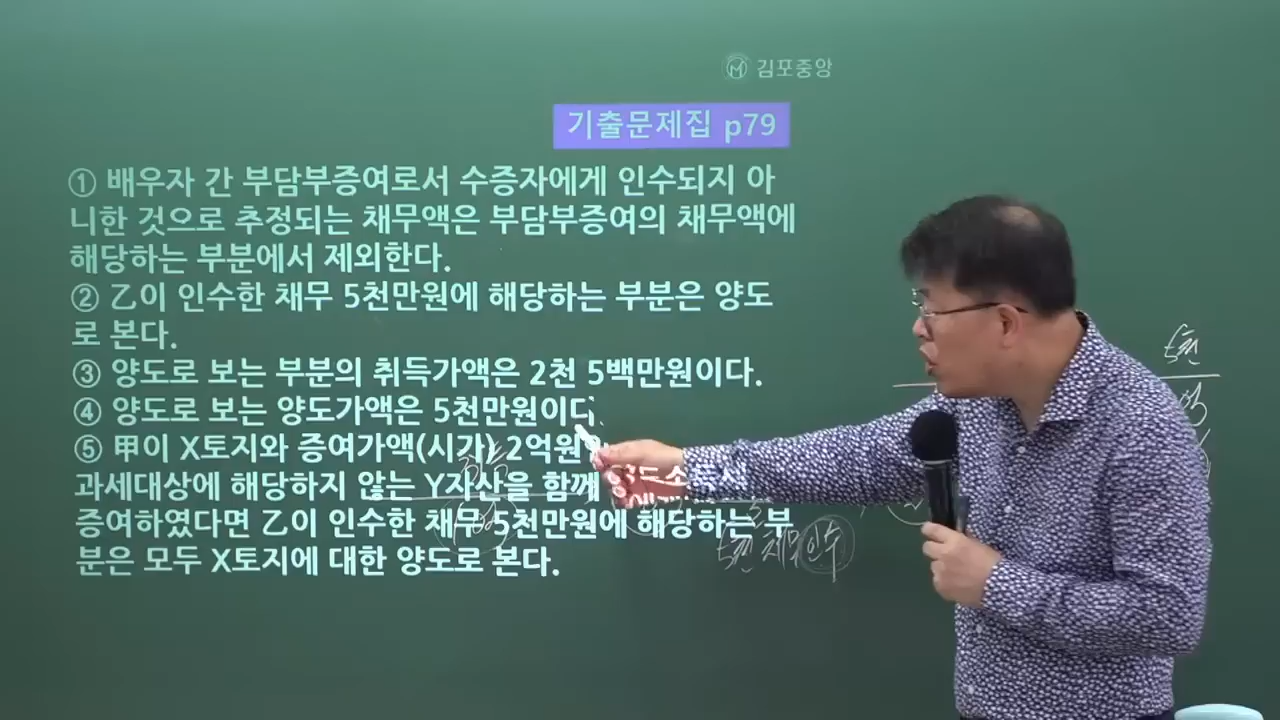 김포중앙
기출문제집 p79
① 배우자 간 부담부증여로서 수증자에게 인수되지 아
니한 것으로 추정되는 채무액은 부담부증여의 채무액에
해당하는 부분에서 제외한다.
② 乙이 인수한 채무 5천만원에 해당하는 부분은 양도
로 본다.
③ 양도로 보는 부분의 취득가액은 2천 5백만원이다.
④ 양도로 보는 양도가액은 5천만원이다.
⑤ 甲이 X토지와 증여가액(시가) 2억원
과세대상에 해당하지 않는 Y자산을 함께
증여하였다면 乙이 인수한 채무 5천만원에 해당하는 부
분은 모두 X토지에 대한 양도로 본다.
5천
5천 채무인수